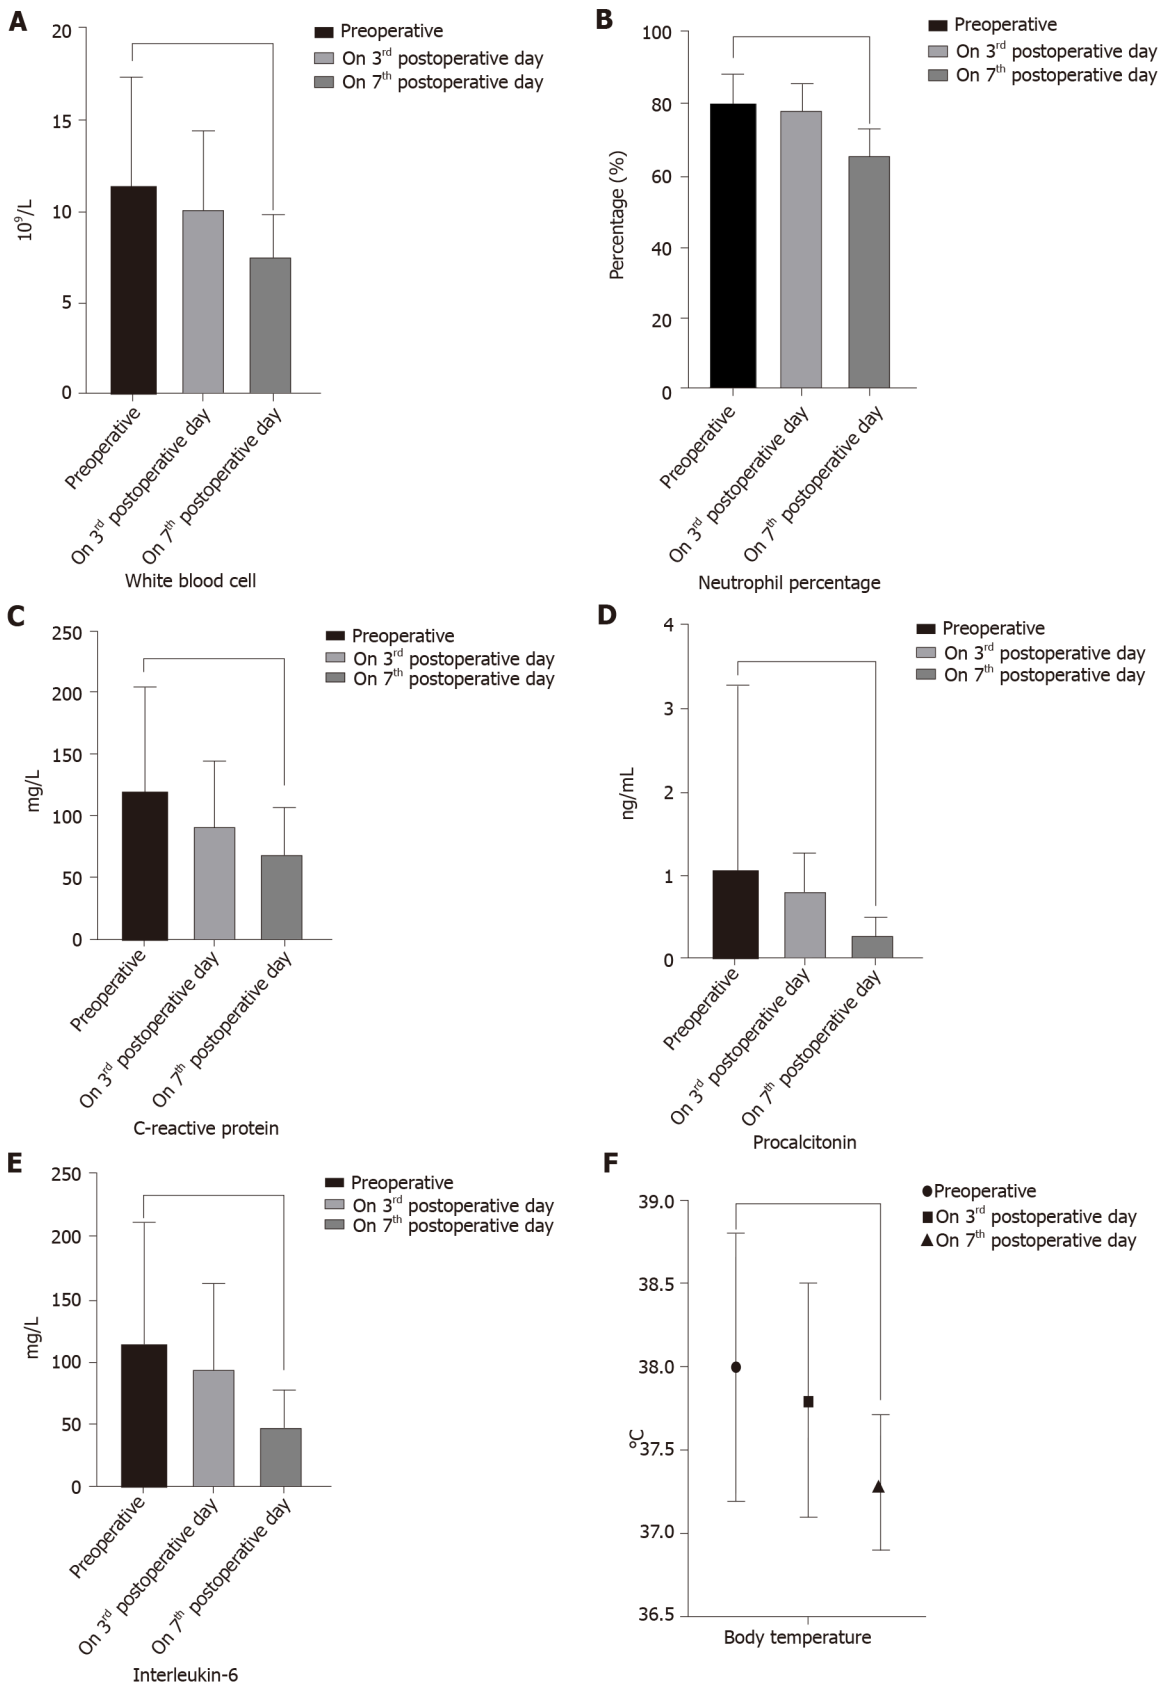 A
20
15
10
5
0
10⁹/L
Preoperative
On 3rd postoperative day
On 7th postoperative day
Preoperative
On 3rd postoperative day
On 7th postoperative day
White blood cell
B
100
80
60
40
20
0
Percentage (%)
Preoperative
On 3rd postoperative day
On 7th postoperative day
Preoperative
On 3rd postoperative day
On 7th postoperative day
Neutrophil percentage
C
250
200
150
100
50
0
mg/L
Preoperative
On 3rd postoperative day
On 7th postoperative day
Preoperative
On 3rd postoperative day
On 7th postoperative day
C-reactive protein
D
4
3
2
1
0
ng/mL
Preoperative
On 3rd postoperative day
On 7th postoperative day
Preoperative
On 3rd postoperative day
On 7th postoperative day
Procalcitonin
E
250
200
150
100
50
0
mg/L
Preoperative
On 3rd postoperative day
On 7th postoperative day
Preoperative
On 3rd postoperative day
On 7th postoperative day
Interleukin-6
F
39.0
38.5
38.0
37.5
37.0
36.5
°C
Preoperative
On 3rd postoperative day
On 7th postoperative day
Body temperature